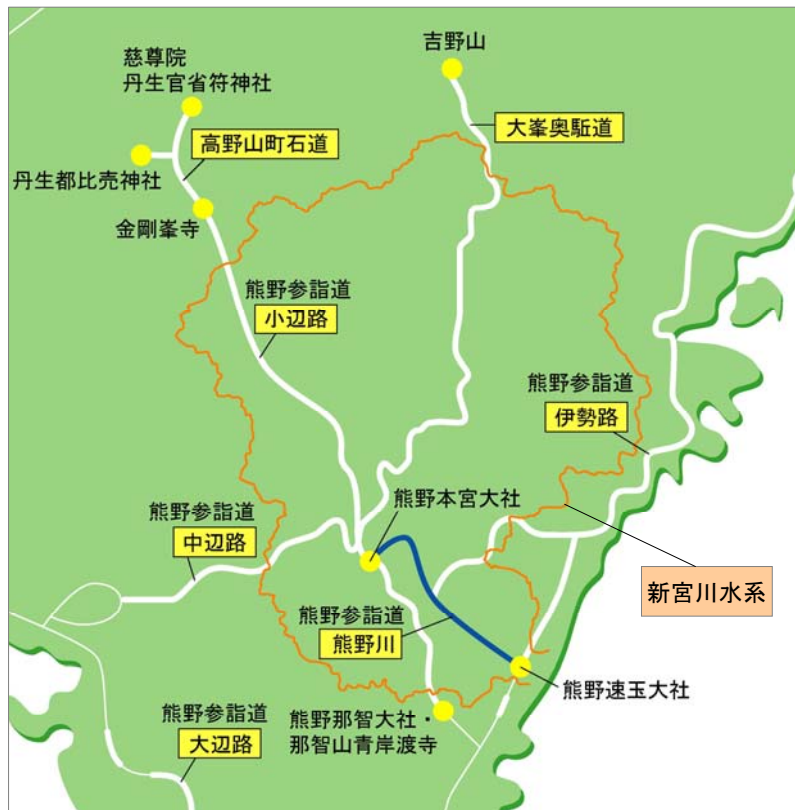 慈尊院
丹生官省符神社
吉野山
大峯奥駈道
高野山町石道
丹生都比売神社
金剛峯寺
熊野参詣道
小辺路
熊野参詣道
伊勢路
熊野本宮大社
熊野参詣道
中辺路
新宮川水系
熊野参詣道
熊野川
熊野速玉大社
熊野那智大社・
那智山青岸渡寺
熊野参詣道
大辺路